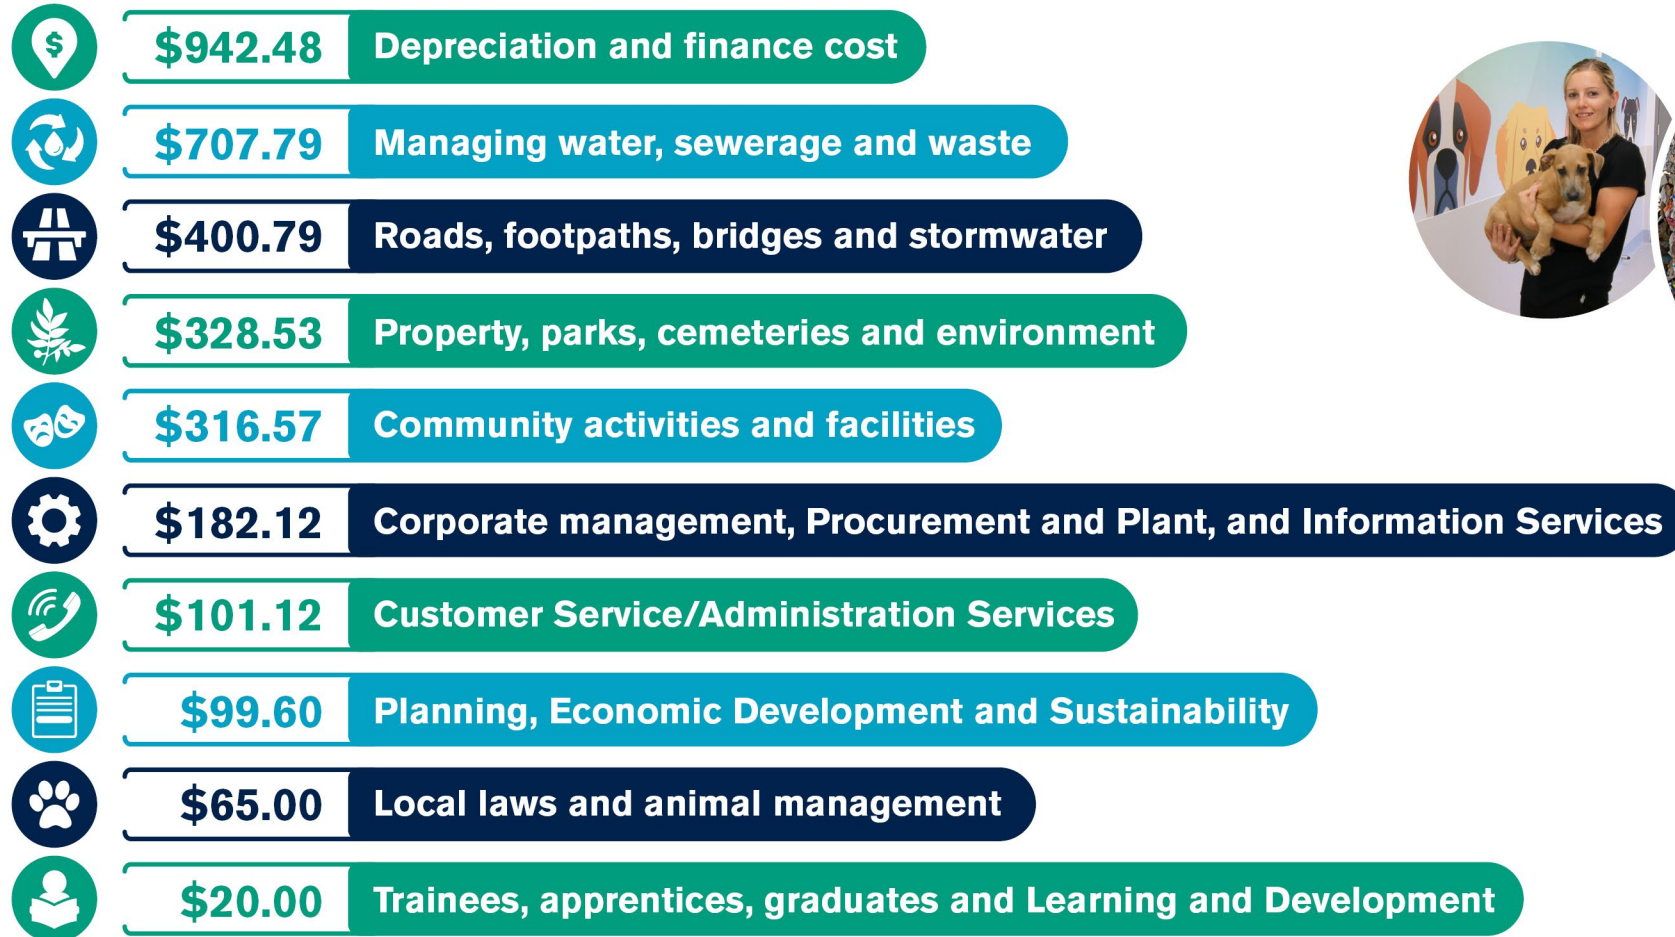 $942.48 Depreciation and finance cost
$707.79 Managing water, sewerage and waste
$400.79 Roads, footpaths, bridges and stormwater
$328.53 Property, parks, cemeteries and environment
$316.57 Community activities and facilities
$182.12 Corporate management, Procurement and Plant, and Information Services
$101.12 Customer Service/Administration Services
$99.60 Planning, Economic Development and Sustainability
$65.00 Local laws and animal management
$20.00 Trainees, apprentices, graduates and Learning and Development